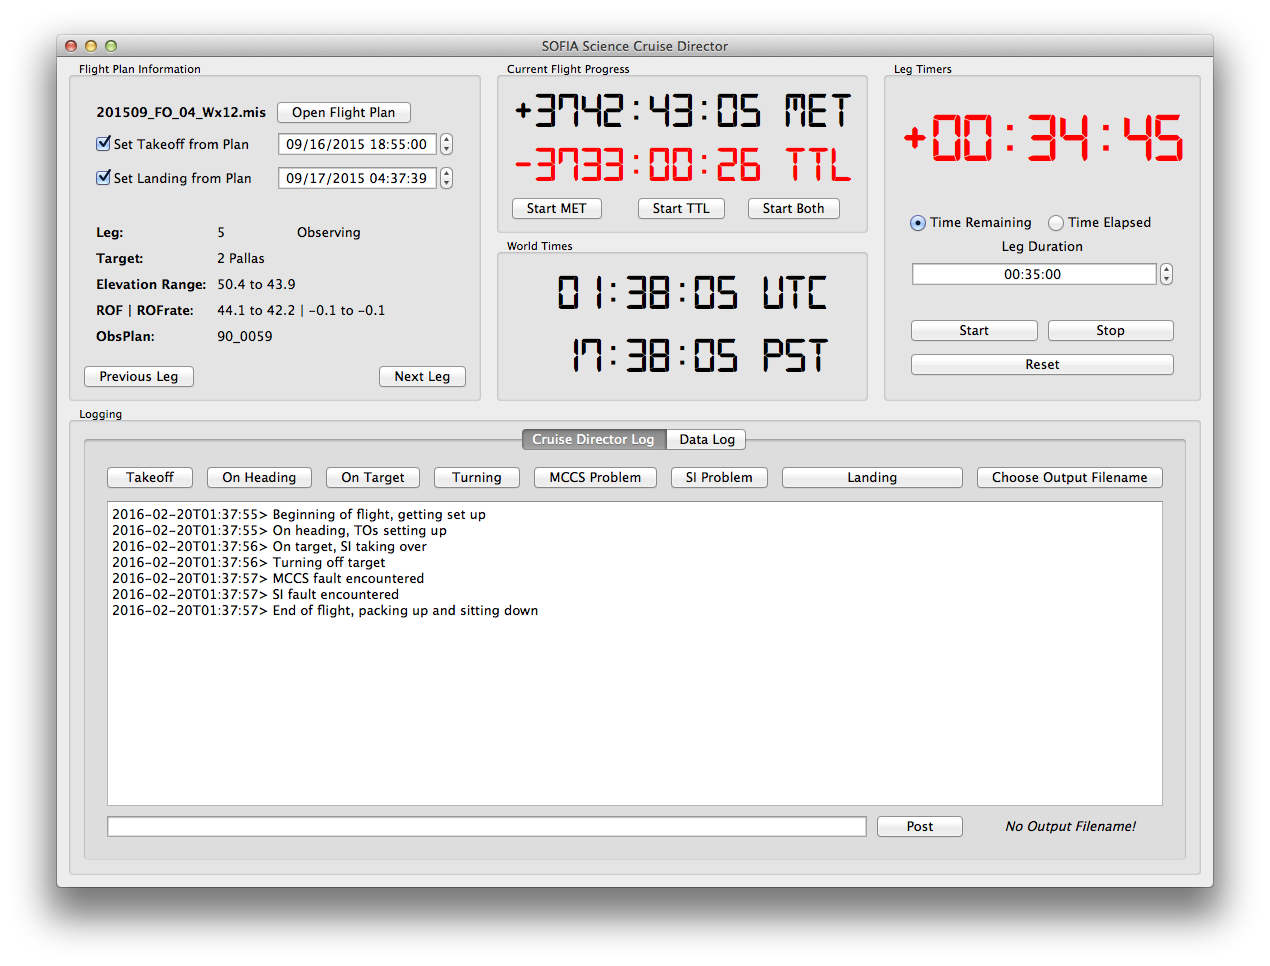 SOFIA Science Cruise Director
Flight Plan Information
201509_FO_04_Wx12.mis
Open Flight Plan
Set Takeoff from Plan
09/16/2015 18:55:00
Set Landing from Plan
09/17/2015 04:37:39
Leg: 5 Observing
Target: 2 Pallas
Elevation Range: 50.4 to 43.9
ROF | ROFrate: 44.1 to 42.2 | -0.1 to -0.1
ObsPlan: 90_0059
Previous Leg
Next Leg
Current Flight Progress
+3742:43:05 MET
-3733:00:26 TTL
Start MET
Start TTL
Start Both
World Times
01:38:05 UTC
17:38:05 PST
Leg Timers
+00:34:45
Time Remaining
Time Elapsed
Leg Duration
00:35:00
Start
Stop
Reset
Logging
Cruise Director Log
Data Log
Takeoff
On Heading
On Target
Turning
MCCS Problem
SI Problem
Landing
Choose Output Filename
2016-02-20T01:37:55> Beginning of flight, getting set up
2016-02-20T01:37:55> On heading, TOs setting up
2016-02-20T01:37:56> On target, SI taking over
2016-02-20T01:37:56> Turning off target
2016-02-20T01:37:57> MCCS fault encountered
2016-02-20T01:37:57> SI fault encountered
2016-02-20T01:37:57> End of flight, packing up and sitting down
Post
No Output Filename!